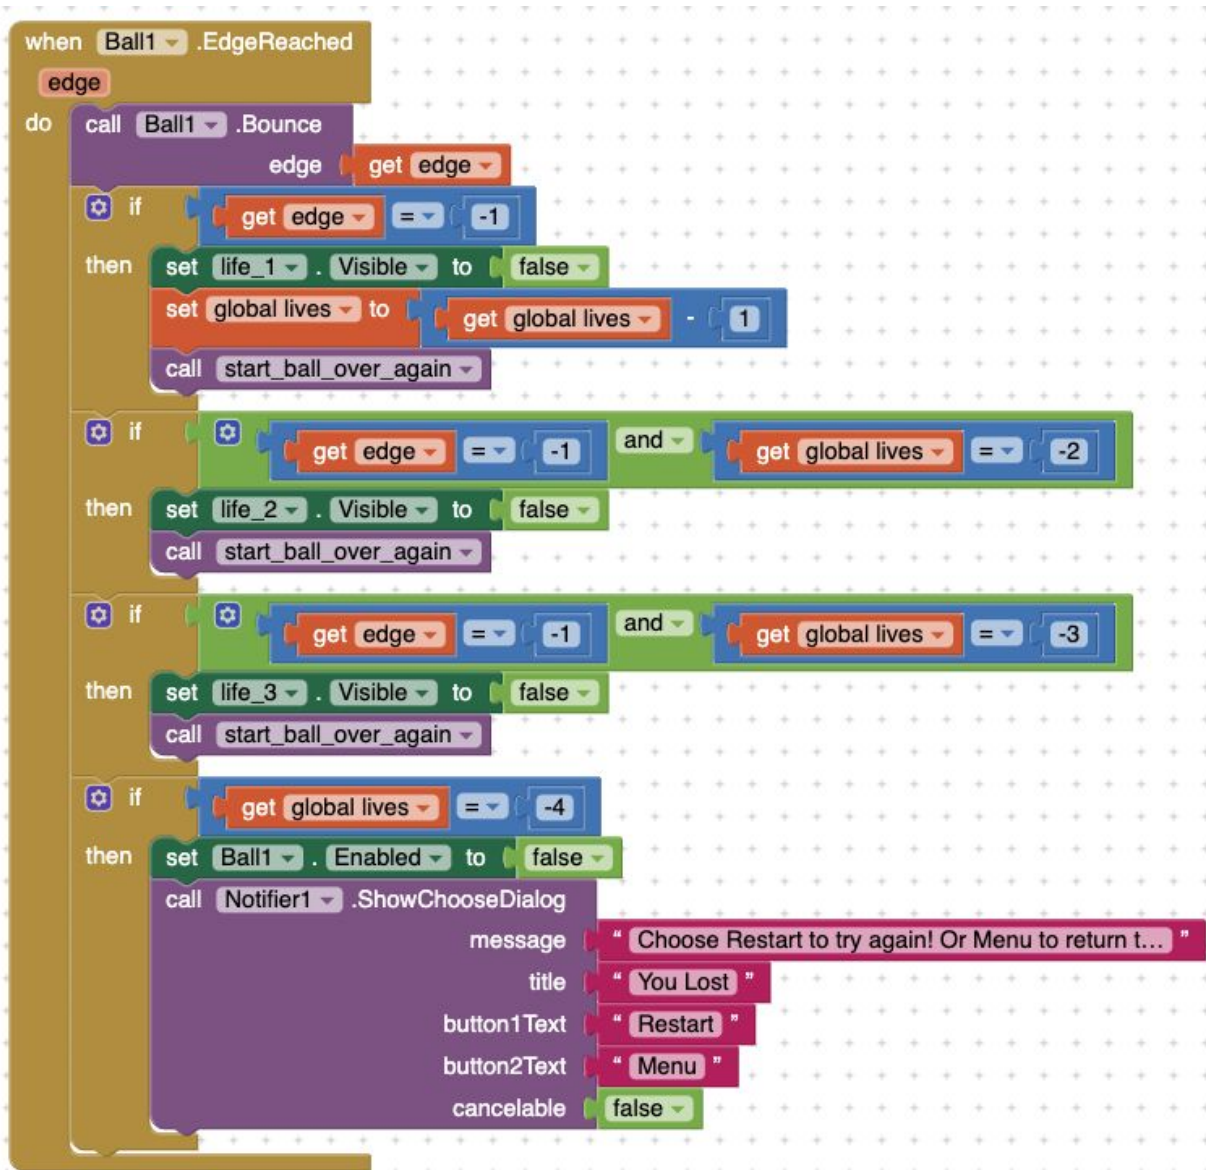 when Ball1 .EdgeReached
edge
do call Ball1 .Bounce
edge get edge
if get edge = -1
then set life_1 . Visible to false
set global lives to get global lives - 1
call start_ball_over_again
if get edge = -1 and get global lives = -2
then set life_2 . Visible to false
call start_ball_over_again
if get edge = -1 and get global lives = -3
then set life_3 . Visible to false
call start_ball_over_again
if get global lives = -4
then set Ball1 . Enabled to false
call Notifier1 .ShowChooseDialog
message “ Choose Restart to try again! Or Menu to return t... ”
title “ You Lost ”
button1Text “ Restart ”
button2Text “ Menu ”
cancelable false